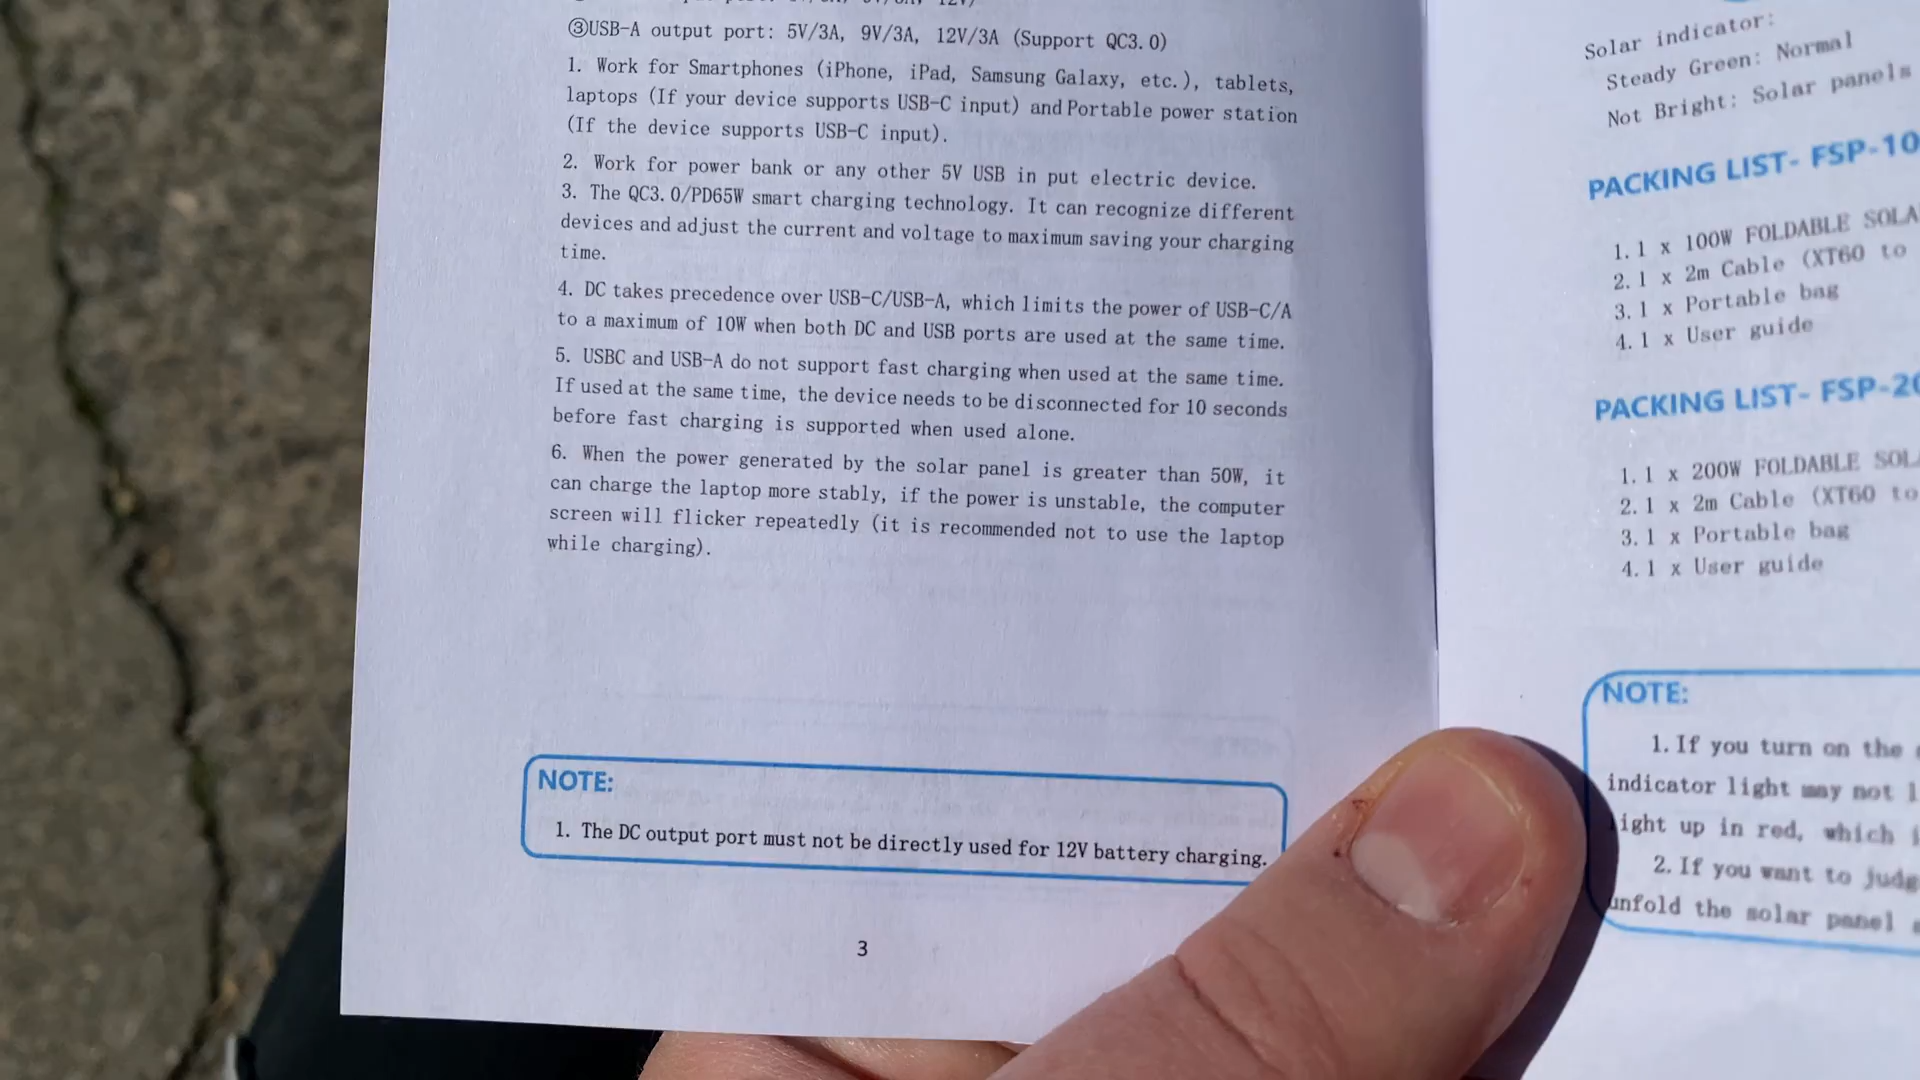 ③USB-A output port: 5V/3A, 9V/3A, 12V/3A (Support QC3.0)
1. Work for Smartphones (iPhone, iPad, Samsung Galaxy, etc.), tablets,
laptops (If your device supports USB-C input) and Portable power station
(If the device supports USB-C input).
2. Work for power bank or any other 5V USB in put electric device.
3. The QC3.0/PD65W smart charging technology. It can recognize different
devices and adjust the current and voltage to maximum saving your charging
time.
4. DC takes precedence over USB-C/USB-A, which limits the power of USB-C/A
to a maximum of 10W when both DC and USB ports are used at the same time.
5. USBC and USB-A do not support fast charging when used at the same time.
If used at the same time, the device needs to be disconnected for 10 seconds
before fast charging is supported when used alone.
6. When the power generated by the solar panel is greater than 50W, it
can charge the laptop more stably, if the power is unstable, the computer
screen will flicker repeatedly (it is recommended not to use the laptop
while charging).
NOTE:
1. The DC output port must not be directly used for 12V battery charging.
3
Solar indicator:
Steady Green: Normal
Not Bright: Solar panels
PACKING LIST- FSP-10
1. 1 x 100W FOLDABLE SOLA
2. 1 x 2m Cable (XT60 to
3. 1 x Portable bag
4. 1 x User guide
PACKING LIST- FSP-20
1. 1 x 200W FOLDABLE SOL
2. 1 x 2m Cable (XT60 to
3. 1 x Portable bag
4. 1 x User guide
NOTE:
1. If you turn on the
indicator light may not
ight up in red, which
2. If you want to judg
unfold the solar panel